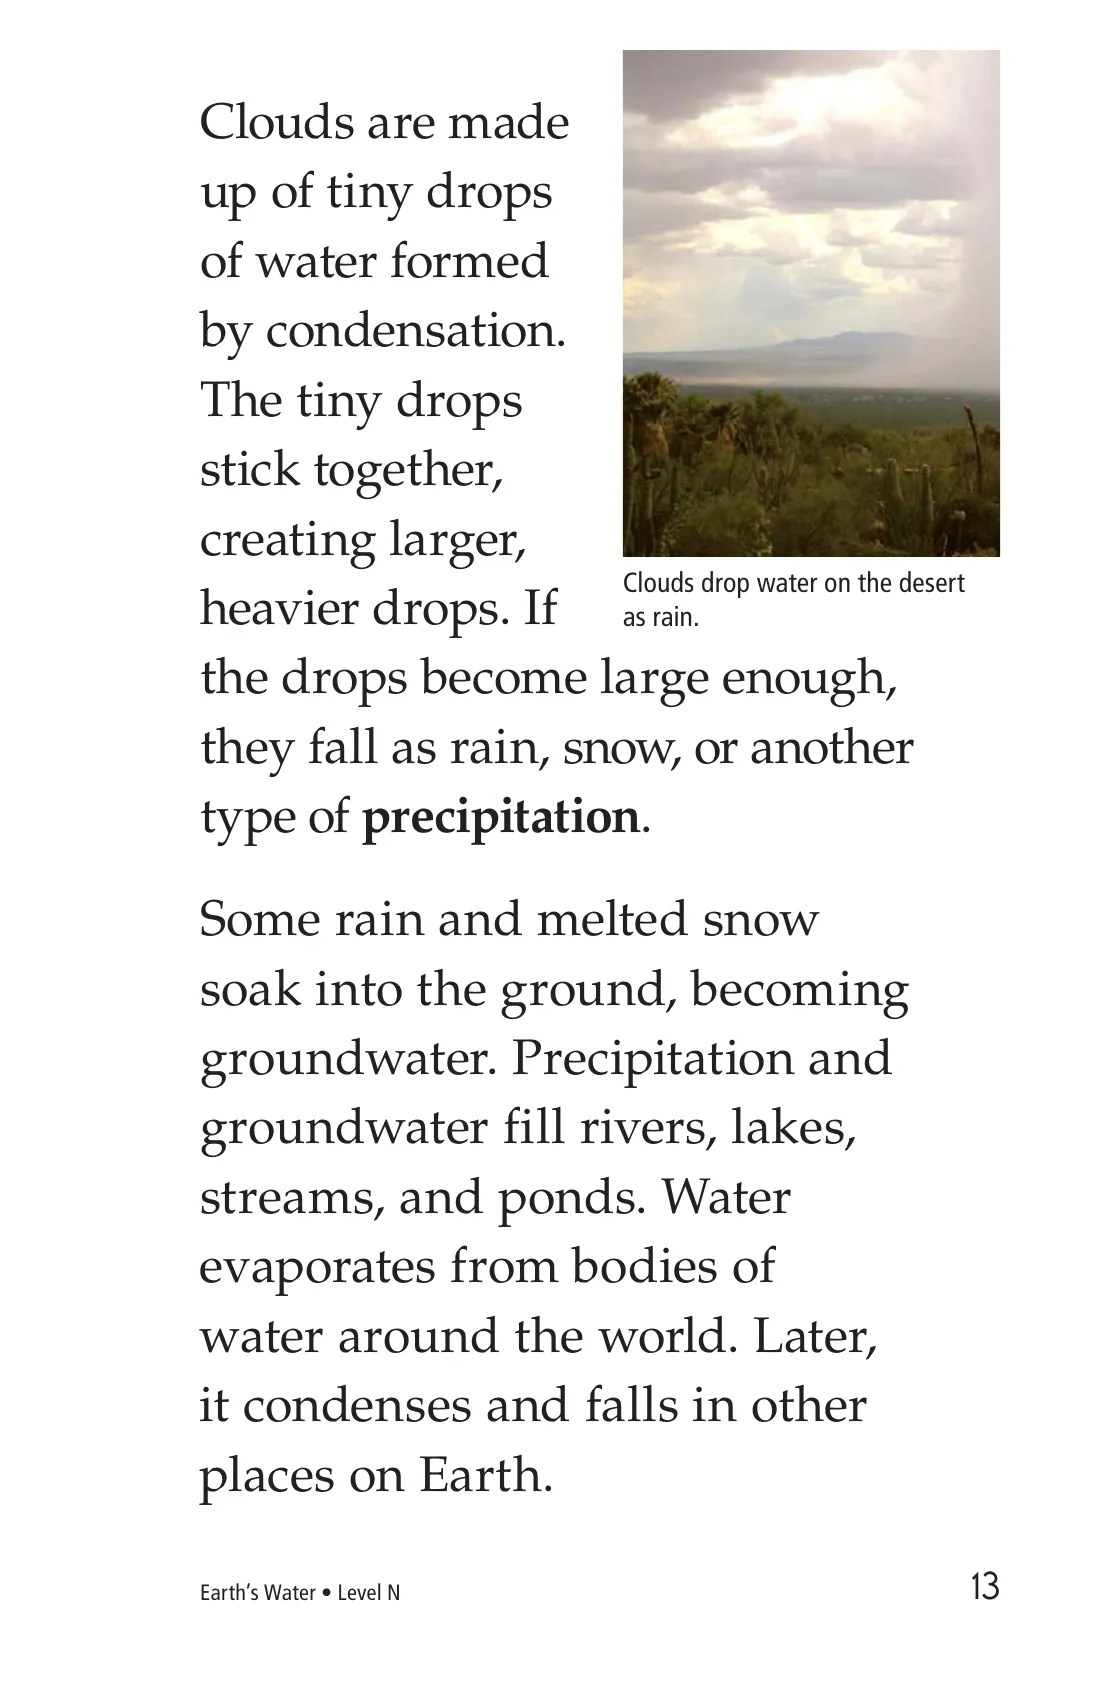 Clouds are made
up of tiny drops
of water formed
by condensation.
The tiny drops
stick together,
creating larger,
heavier drops. If
the drops become large enough,
they fall as rain, snow, or another
type of precipitation.
Clouds drop water on the desert
as rain.
Some rain and melted snow
soak into the ground, becoming
groundwater. Precipitation and
groundwater fill rivers, lakes,
streams, and ponds. Water
evaporates from bodies of
water around the world. Later,
it condenses and falls in other
places on Earth.
Earth’s Water • Level N
13